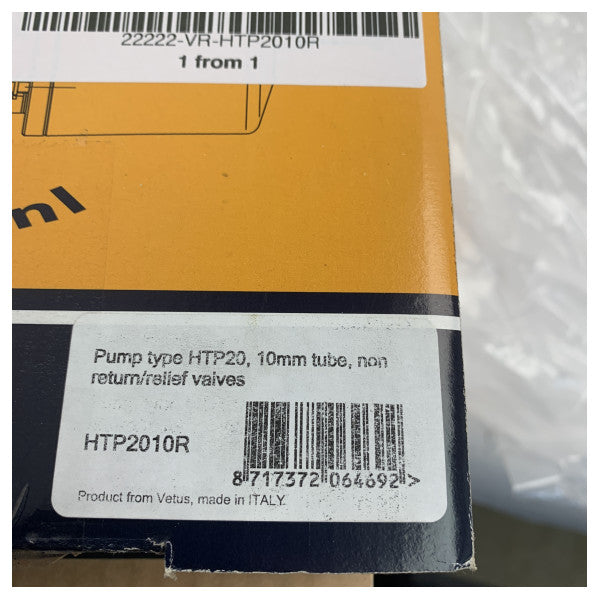 22222-VR-HTP2010R
1 from 1
nl
Pump type HTP20, 10mm tube, non
return/relief valves
HTP2010R
8 717372 064692 >
Product from Vetus, made in ITALY.